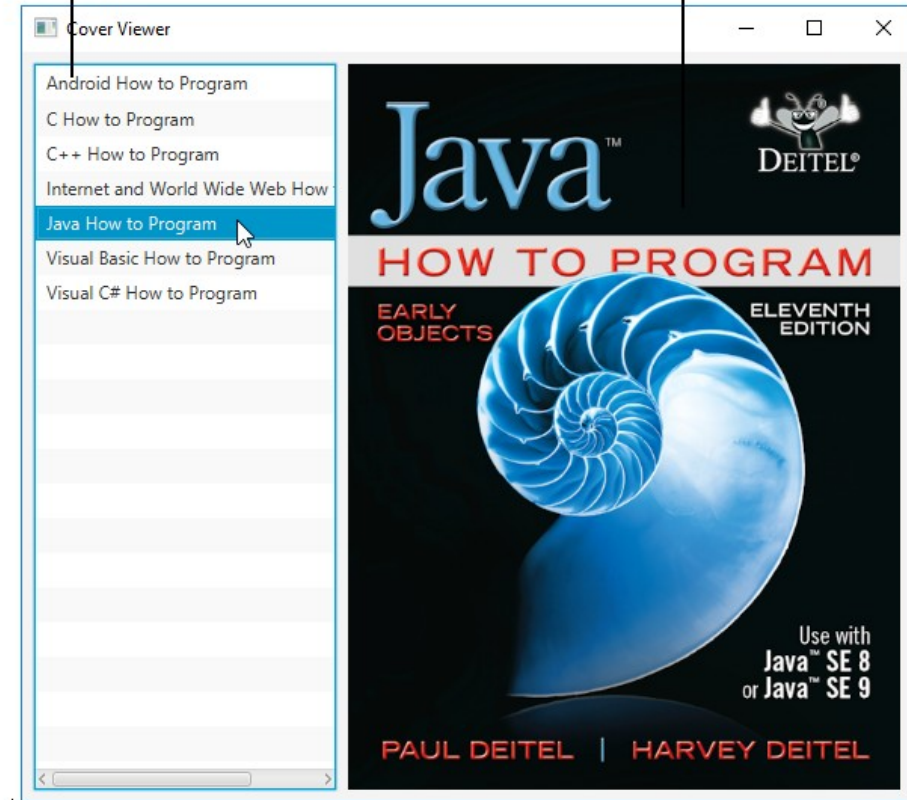 Cover Viewer
Android How to Program
C How to Program
C++ How to Program
Internet and World Wide Web How
Java How to Program
Visual Basic How to Program
Visual C# How to Program
Java™
DEITEL®
HOW TO PROGRAM
EARLY
OBJECTS
ELEVENTH
EDITION
Use with
Java™ SE 8
or Java™ SE 9
PAUL DEITEL | HARVEY DEITEL